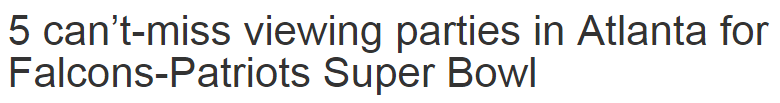 5 can’t-miss viewing parties in Atlanta for
Falcons-Patriots Super Bowl